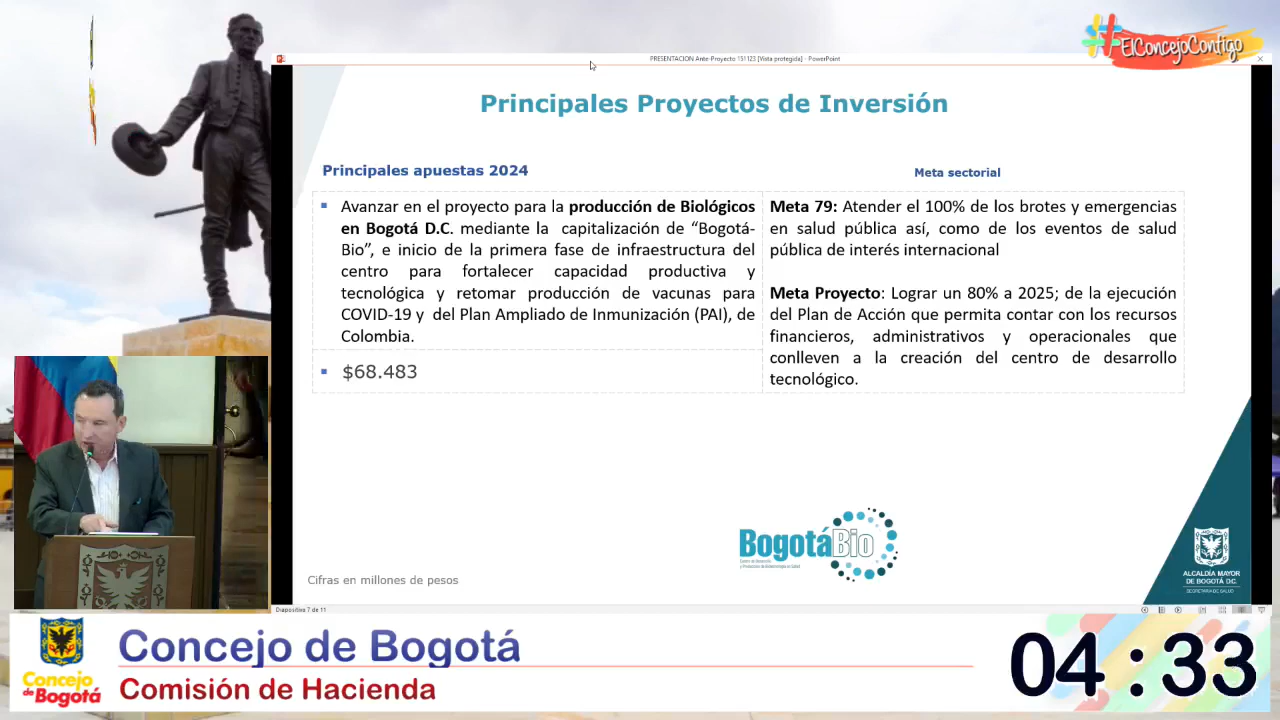 #ElConcejoContigo
PRESENTACION Ante-Proyecto 151123 [Vista protegida] - PowerPoint
Principales Proyectos de Inversión
Principales apuestas 2024
Meta sectorial
Avanzar en el proyecto para la producción de Biológicos
en Bogotá D.C. mediante la capitalización de “Bogotá-
Bio”, e inicio de la primera fase de infraestructura del
centro para fortalecer capacidad productiva y
tecnológica y retomar producción de vacunas para
COVID-19 y del Plan Ampliado de Inmunización (PAI), de
Colombia.
$68.483
Meta 79: Atender el 100% de los brotes y emergencias
en salud pública así, como de los eventos de salud
pública de interés internacional
Meta Proyecto: Lograr un 80% a 2025; de la ejecución
del Plan de Acción que permita contar con los recursos
financieros, administrativos y operacionales que
conlleven a la creación del centro de desarrollo
tecnológico.
BogotáBio
Cifras en millones de pesos
ALCALDÍA MAYOR
DE BOGOTÁ D.C.
SECRETARÍA DE SALUD
Diapositiva 7 de 11
Concejo
de Bogotá
Concejo de Bogotá
Comisión de Hacienda
04:33